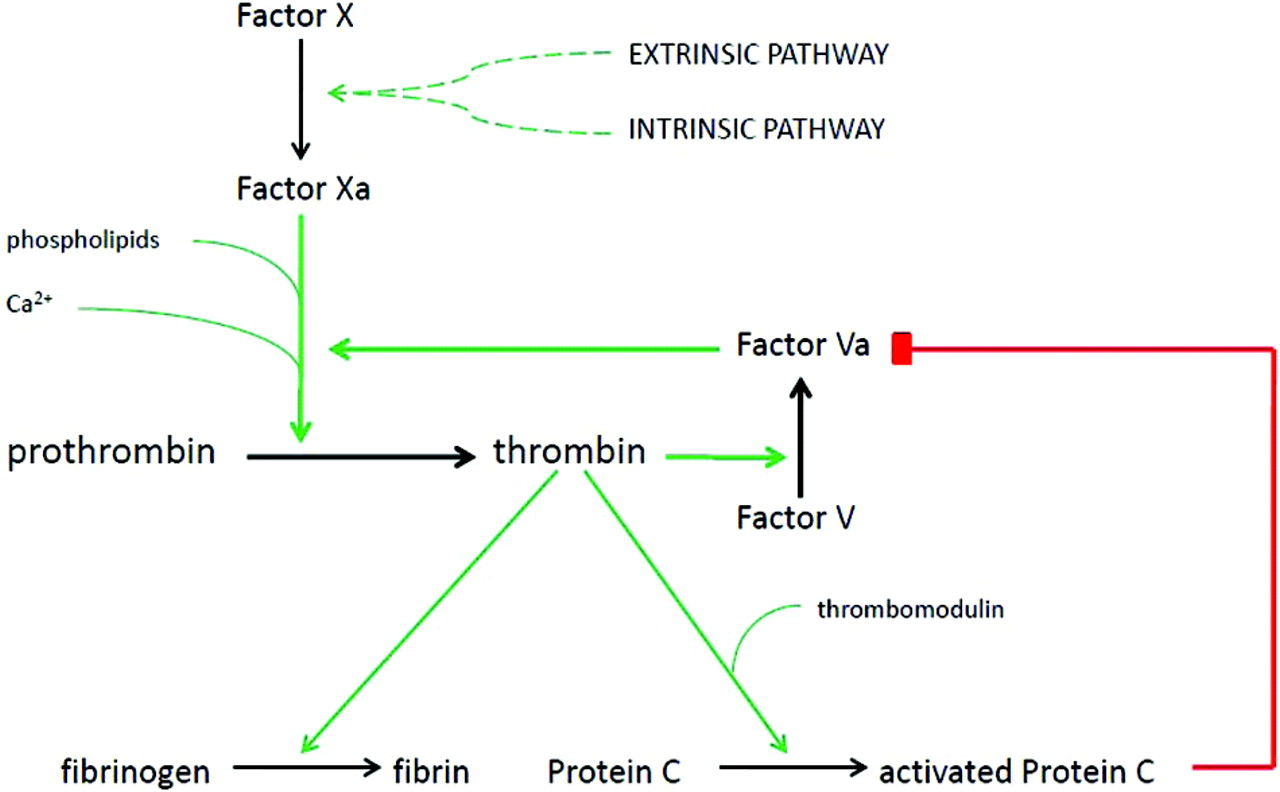 Factor X
EXTRINSIC PATHWAY
INTRINSIC PATHWAY
Factor Xa
phospholipids
Ca²⁺
Factor Va
prothrombin
thrombin
Factor V
thrombomodulin
fibrinogen
fibrin
Protein C
activated Protein C